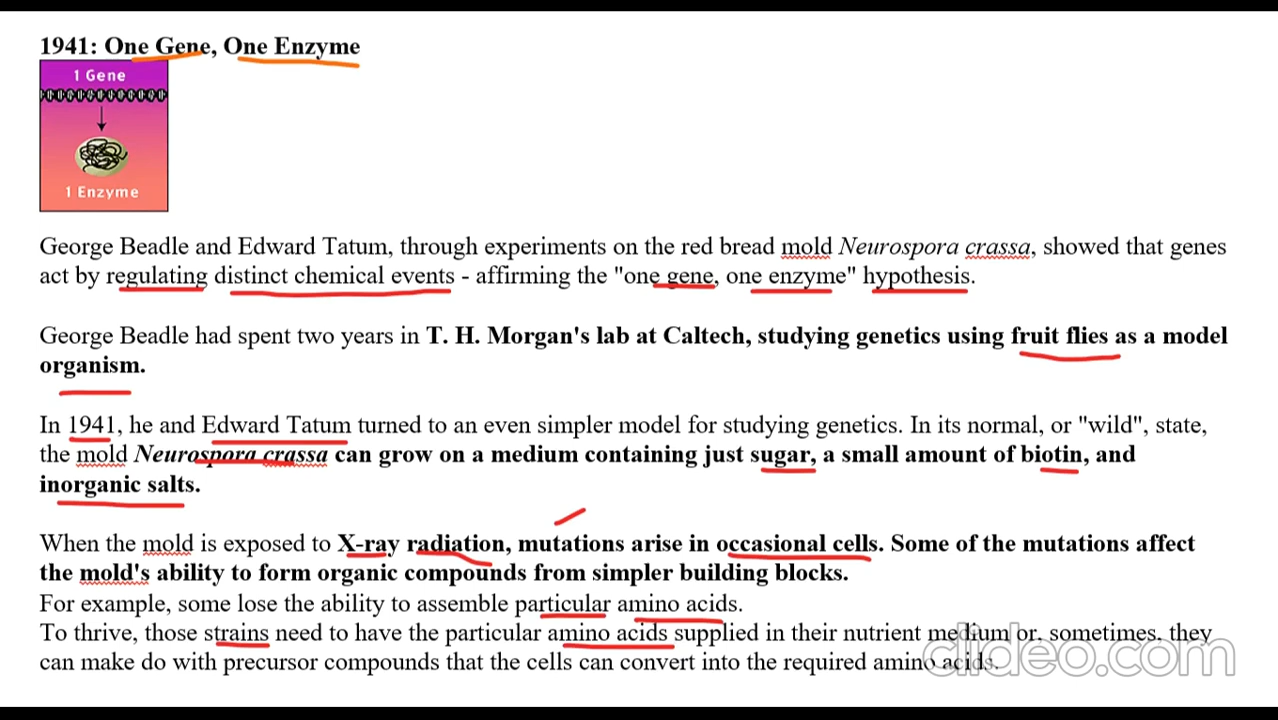 1941: One Gene, One Enzyme
1 Gene
1 Enzyme
George Beadle and Edward Tatum, through experiments on the red bread mold Neurospora crassa, showed that genes
act by regulating distinct chemical events - affirming the "one gene, one enzyme" hypothesis.
George Beadle had spent two years in T. H. Morgan's lab at Caltech, studying genetics using fruit flies as a model
organism.
In 1941, he and Edward Tatum turned to an even simpler model for studying genetics. In its normal, or "wild", state,
the mold Neurospora crassa can grow on a medium containing just sugar, a small amount of biotin, and
inorganic salts.
When the mold is exposed to X-ray radiation, mutations arise in occasional cells. Some of the mutations affect
the mold's ability to form organic compounds from simpler building blocks.
For example, some lose the ability to assemble particular amino acids.
To thrive, those strains need to have the particular amino acids supplied in their nutrient medium or, sometimes, they
can make do with precursor compounds that the cells can convert into the required amino acids.
clideo.com